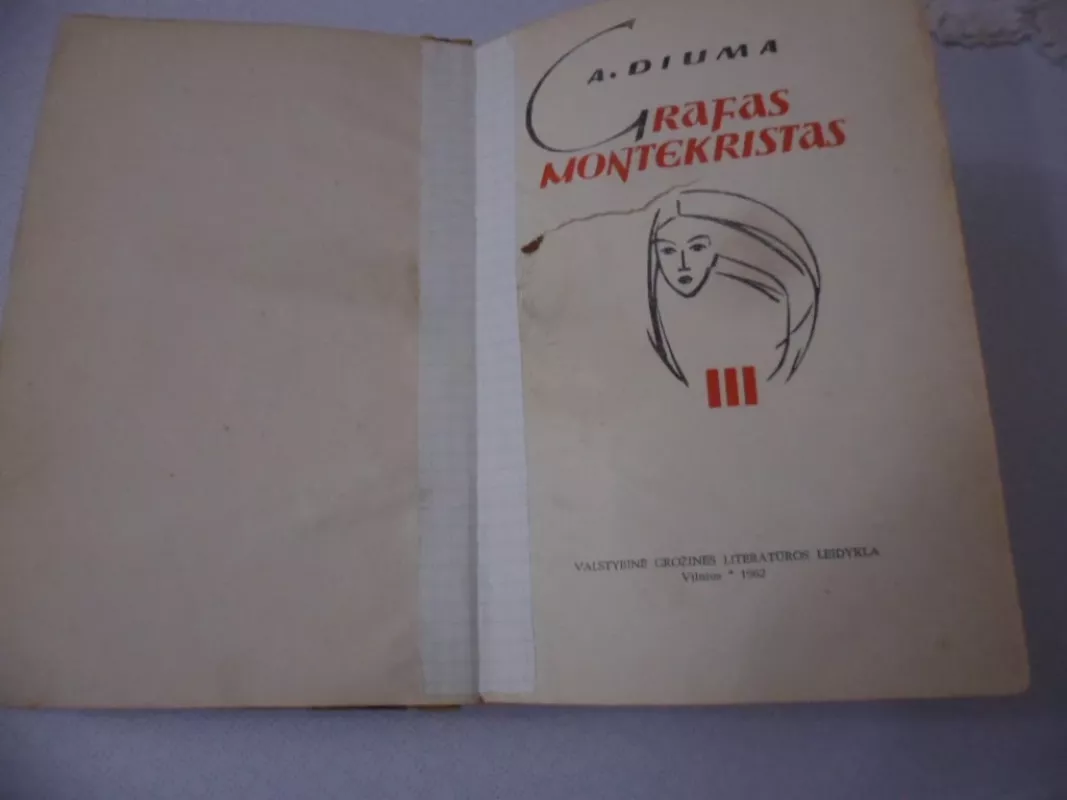 A. DIUMA
GRAFAS
MONTEKRISTAS
III
VALSTYBINĖ GROŽINĖS LITERATŪROS LEIDYKLA
Vilnius * 1962